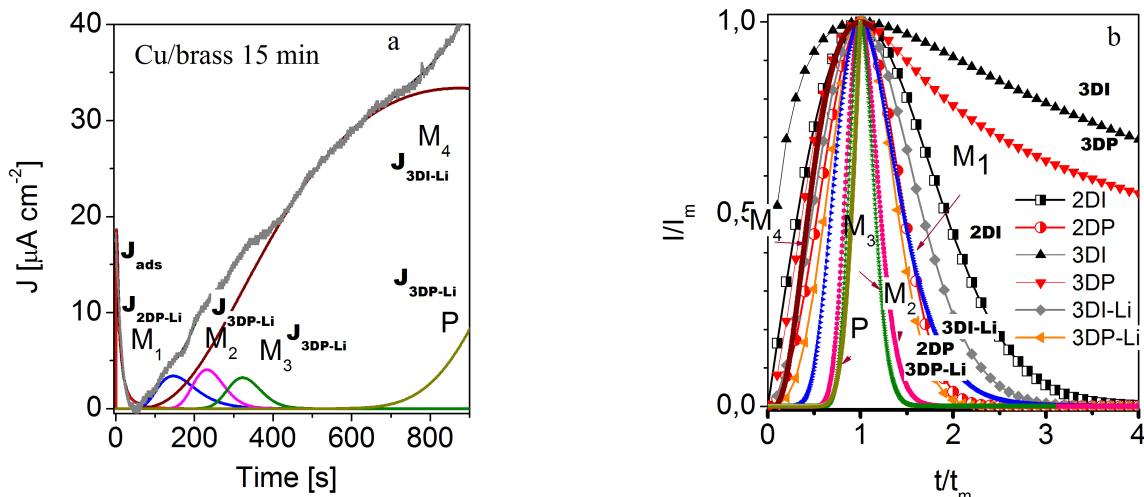 a
Cu/brass 15 min
J [µA cm-2]
40
30
20
10
0
0
200
400
600
800
Time [s]
Jads
J2DP-Li
M1
J3DP-Li
M2
M3
J3DP-Li
M4
J3DI-Li
J3DP-Li
P
b
I/Im
1,0
0,5
0,0
0
1
2
3
4
t/tm
3DI
3DP
M1
M4
M3
2DI
M2
P
3DI-Li
2DP
3DP-Li
2DI
2DP
3DI
3DP
3DI-Li
3DP-Li